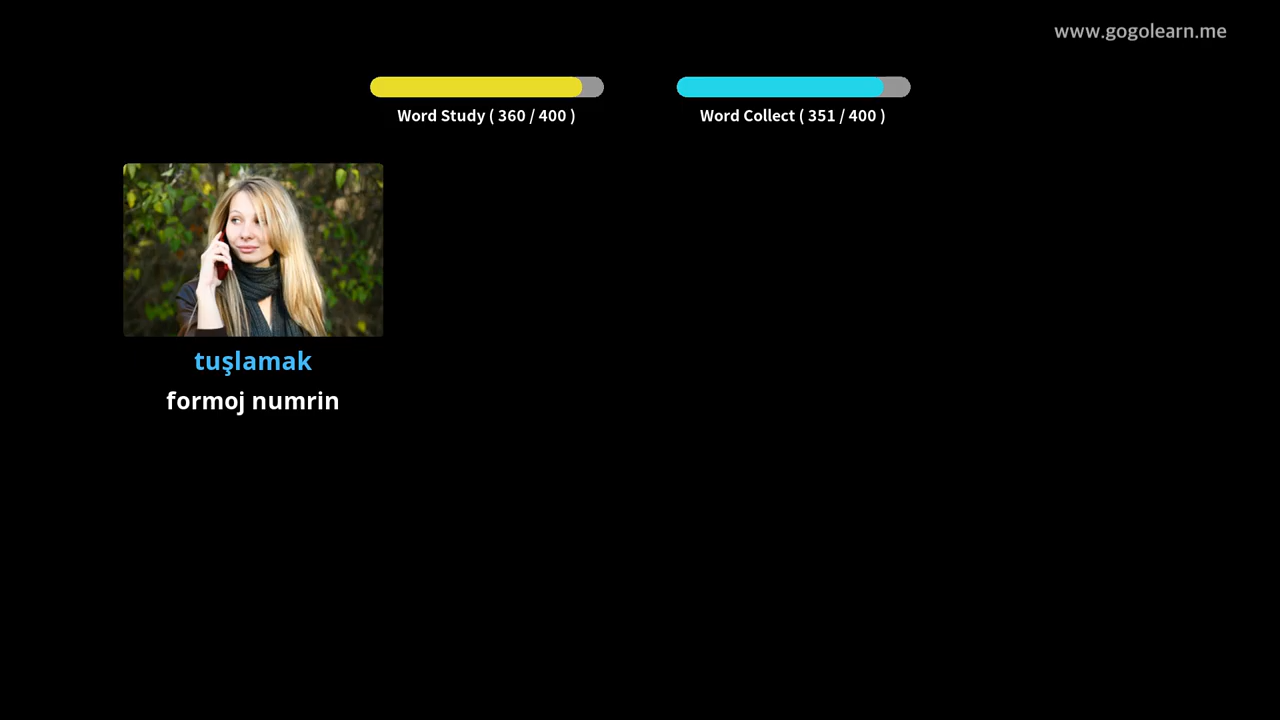 www.gogolearn.me
Word Study ( 360 / 400 )
Word Collect ( 351 / 400 )
tuşlamak
formoj numrin